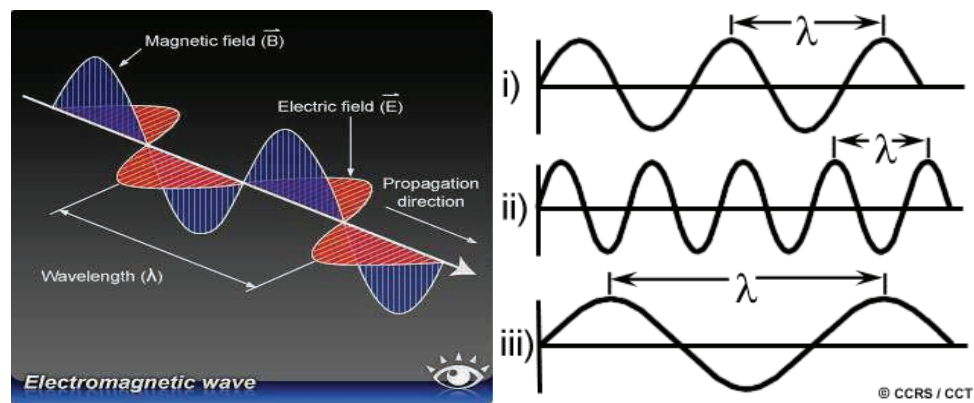 Magnetic field (B)
Electric field (E)
Propagation
direction
Wavelength (λ)
Electromagnetic wave
i)
λ
ii)
λ
iii)
λ
© CCRS / CCT